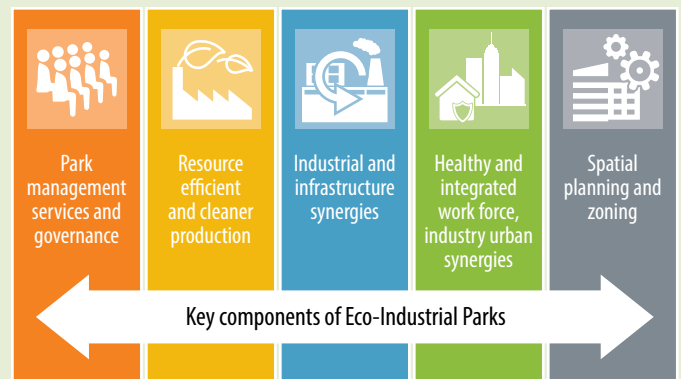 Park
management
services and
governance
Resource
efficient
and cleaner
production
Industrial and
infrastructure
synergies
Healthy and
integrated
work force,
industry urban
synergies
Spatial
planning and
zoning
Key components of Eco-Industrial Parks